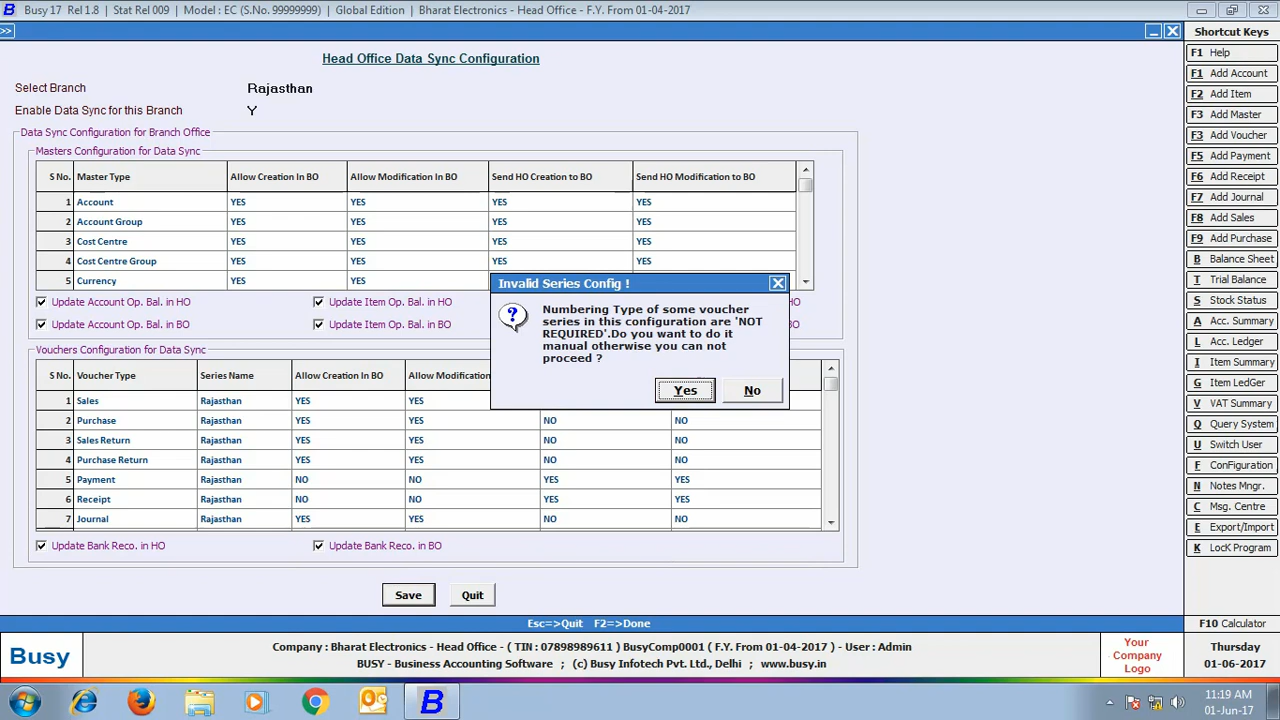 Busy 17 Rel 1.8 | Stat Rel 009 | Model : EC (S.No. 99999999) | Global Edition | Bharat Electronics - Head Office - F.Y. From 01-04-2017
>>
Head Office Data Sync Configuration
Select Branch Rajasthan
Enable Data Sync for this Branch Y
Data Sync Configuration for Branch Office
Masters Configuration for Data Sync
S No. Master Type Allow Creation In BO Allow Modification In BO Send HO Creation to BO Send HO Modification to BO
1 Account YES YES YES YES
2 Account Group YES YES YES YES
3 Cost Centre YES YES YES YES
4 Cost Centre Group YES YES YES YES
5 Currency YES YES
Update Account Op. Bal. in HO Update Item Op. Bal. in HO HO
Update Account Op. Bal. in BO Update Item Op. Bal. in BO BO
Invalid Series Config !
Numbering Type of some voucher
series in this configuration are 'NOT
REQUIRED'.Do you want to do it
manual otherwise you can not
proceed ?
Yes No
Vouchers Configuration for Data Sync
S No. Voucher Type Series Name Allow Creation In BO Allow Modification
1 Sales Rajasthan YES YES
2 Purchase Rajasthan YES YES NO NO
3 Sales Return Rajasthan YES YES NO NO
4 Purchase Return Rajasthan YES YES NO NO
5 Payment Rajasthan NO NO YES YES
6 Receipt Rajasthan NO NO YES YES
7 Journal Rajasthan YES YES NO NO
Update Bank Reco. in HO Update Bank Reco. in BO
Save Quit
Esc=>Quit F2=>Done
Shortcut Keys
F1 Help
F1 Add Account
F2 Add Item
F3 Add Master
F3 Add Voucher
F5 Add Payment
F6 Add Receipt
F7 Add Journal
F8 Add Sales
F9 Add Purchase
B Balance Sheet
T Trial Balance
S Stock Status
A Acc. Summary
L Acc. Ledger
I Item Summary
G Item LedGer
V VAT Summary
Q Query System
U Switch User
F Configuration
N Notes Mngr.
C Msg. Centre
E Export/Import
K LocK Program
F10 Calculator
Busy
Company : Bharat Electronics - Head Office - ( TIN : 07898989611 ) BusyComp0001 ( F.Y. From 01-04-2017 ) - User : Admin
BUSY - Business Accounting Software ; (c) Busy Infotech Pvt. Ltd., Delhi ; www.busy.in
Your
Company
Logo
Thursday
01-06-2017
11:19 AM
01-Jun-17